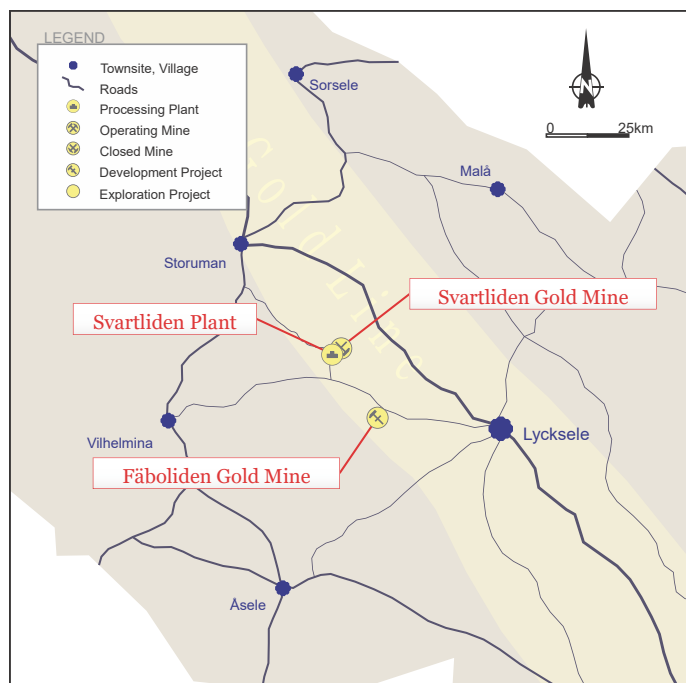 LEGEND
Townsite, Village
Roads
Processing Plant
Operating Mine
Closed Mine
Development Project
Exploration Project
Sorsele
0 25km
Malå
Gold Line
Storuman
Svartliden Gold Mine
Svartliden Plant
Vilhelmina
Lycksele
Fäboliden Gold Mine
Åsele